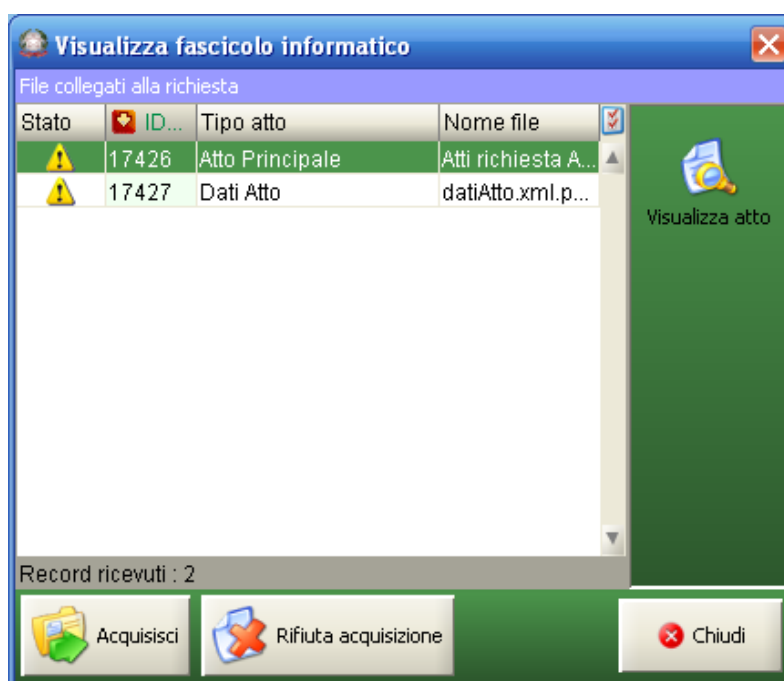 Visualizza fascicolo informatico
File collegati alla richiesta
Stato ID... Tipo atto Nome file
17426 Atto Principale Atti richiesta A...
17427 Dati Atto datiAtto.xml.p...
Visualizza atto
Record ricevuti : 2
Acquisisci Rifiuta acquisizione Chiudi